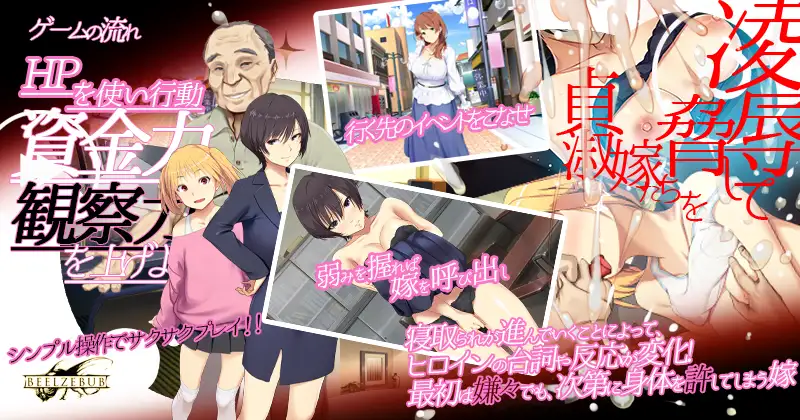 ゲームの流れ
HPを使い行動
資金力
観察力
を上げよ
シンプル操作でサクサクプレイ!!
BEELZEBUB
行く先のイベントをこなせ
弱みを握れば
嫁を呼び出し
貞淑嫁たちを
脅して
凌辱
寝取られが進んでいくことによって、
ヒロインの台詞や反応が変化!
最初は嫌々でも、次第に身体を許してしまう嫁